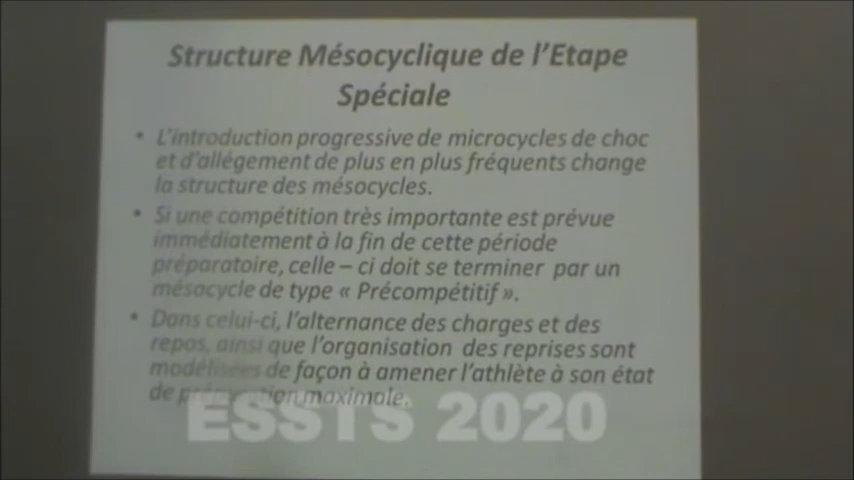 Structure Mésocyclique de l'Etape
Spéciale
• L'introduction progressive de microcycles de choc
et d'allégement de plus en plus fréquents change
la structure des mésocycles.
• Si une compétition très importante est prévue
immédiatement à la fin de cette période
préparatoire, celle – ci doit se terminer par un
mésocycle de type « Précompétitif ».
• Dans celui-ci, l'alternance des charges et des
repos, ainsi que l'organisation des reprises sont
modélisées de façon à amener l'athlète à son état
de préparation maximale.
ESSTS 2020